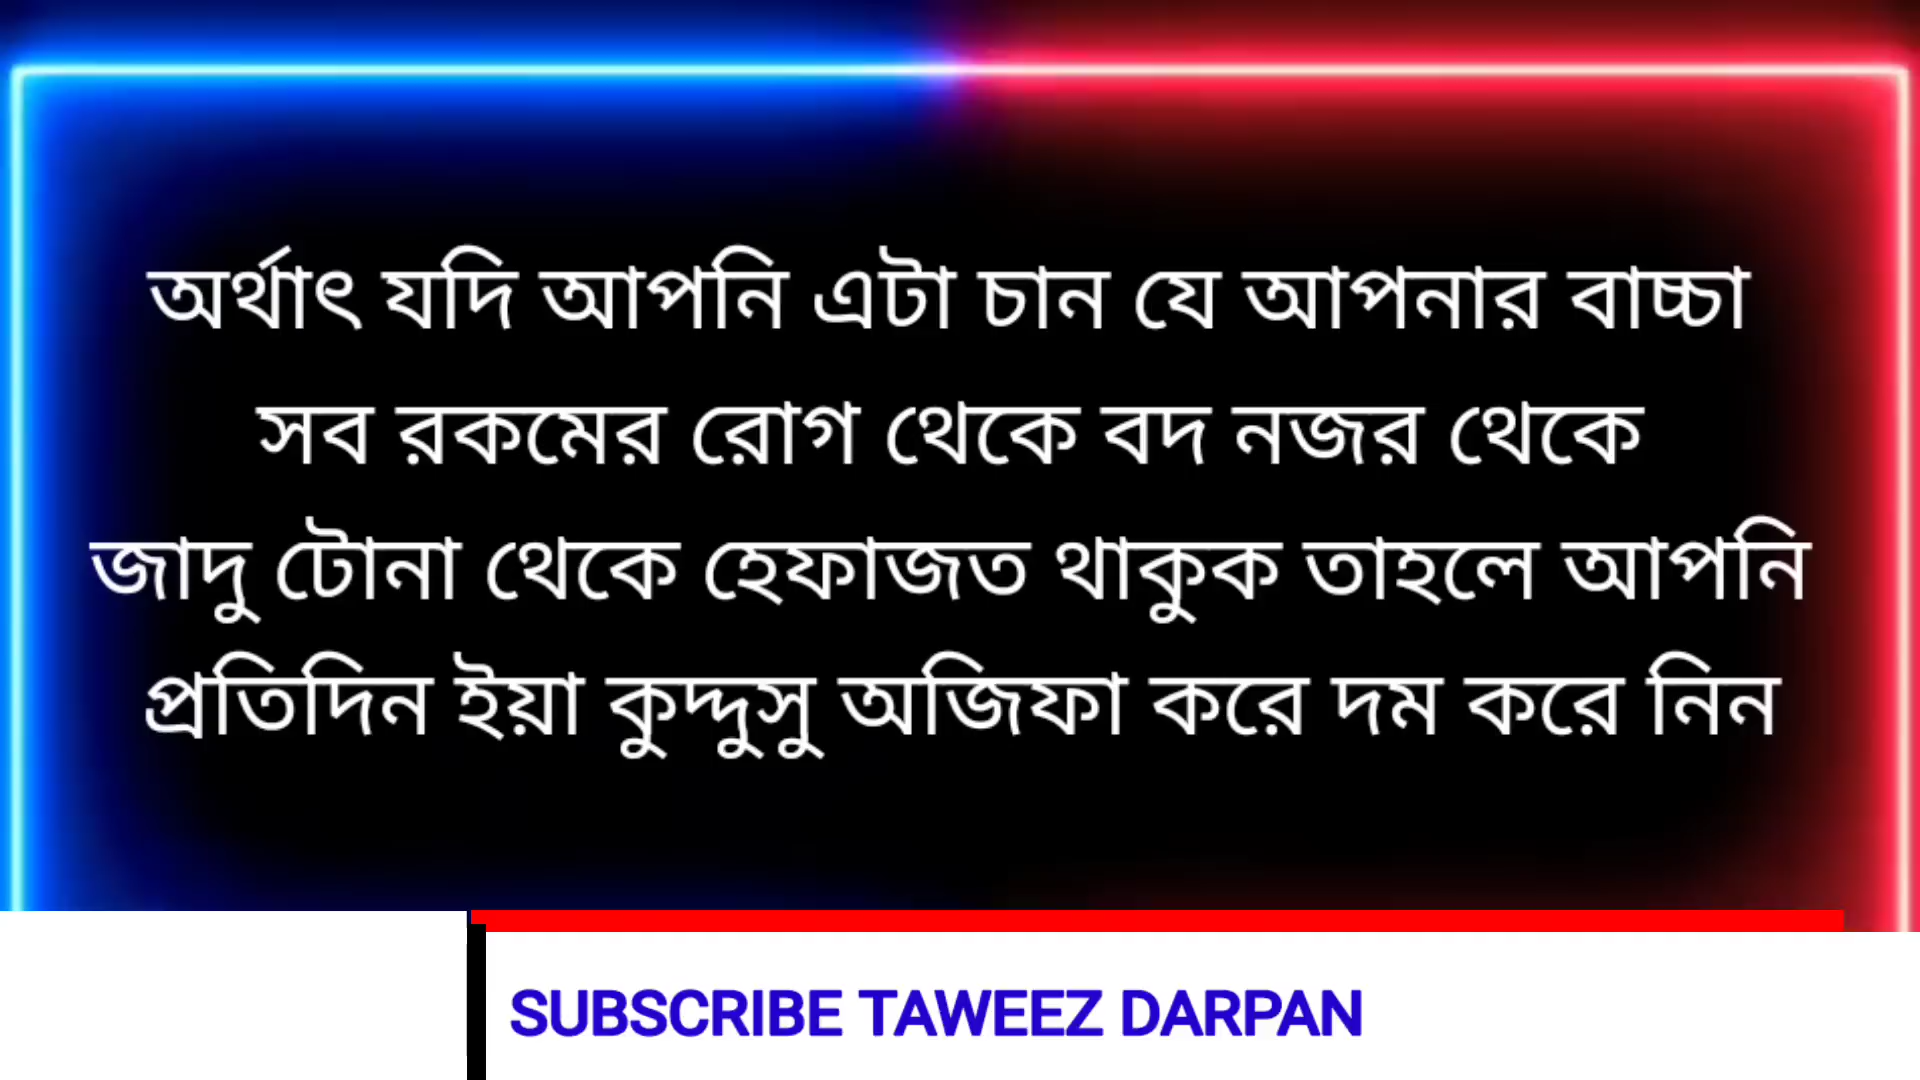 অর্থাৎ যদি আপনি এটা চান যে আপনার বাচ্চা
সব রকমের রোগ থেকে বদ নজর থেকে
জাদু টোনা থেকে হেফাজত থাকুক তাহলে আপনি
প্রতিদিন ইয়া কুদ্দুসু অজিফা করে দম করে নিন
SUBSCRIBE TAWEEZ DARPAN